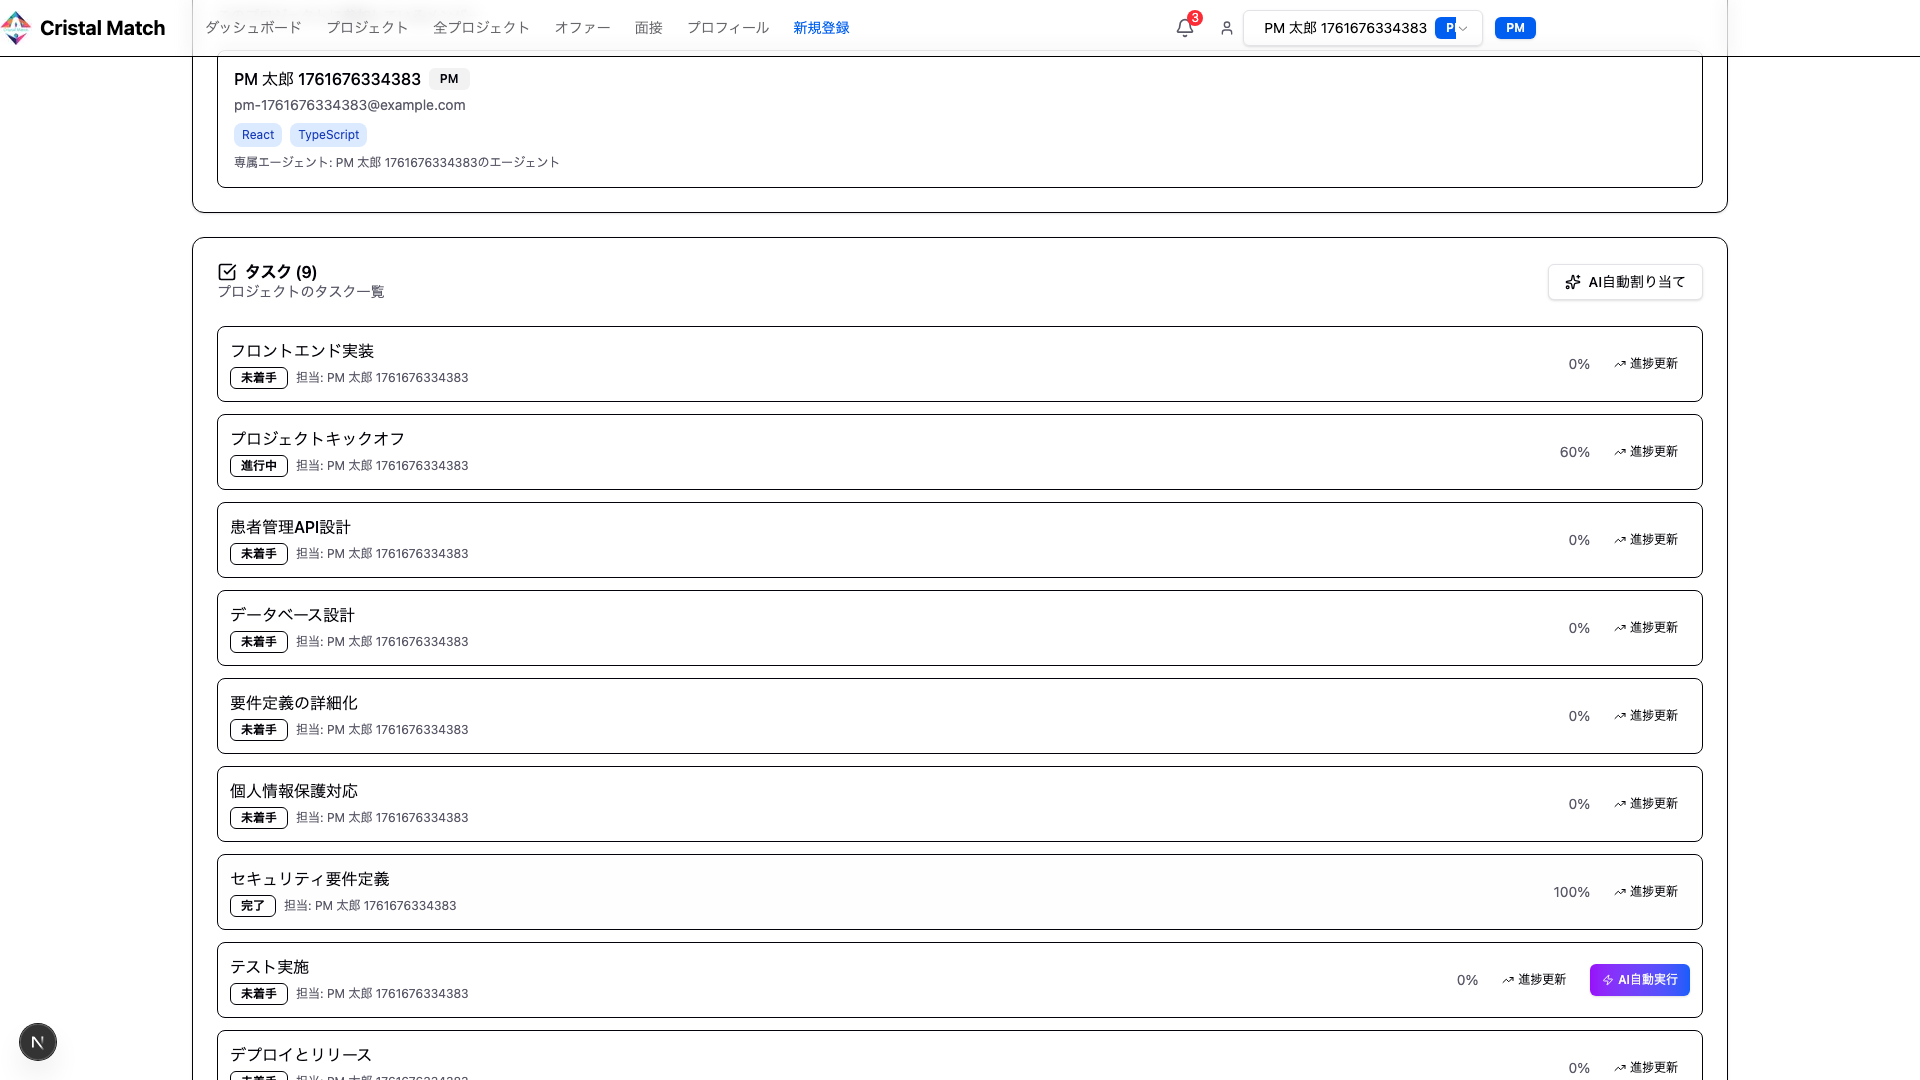 Cristal Match
ダッシュボード プロジェクト 全プロジェクト オファー 面接 プロフィール 新規登録
3
PM 太郎 1761676334383
PM
PM 太郎 1761676334383 PM
pm-1761676334383@example.com
React TypeScript
専属エージェント: PM 太郎 1761676334383のエージェント
タスク (9)
プロジェクトのタスク一覧
AI自動割り当て
フロントエンド実装
未着手 担当: PM 太郎 1761676334383
0% 進捗更新
プロジェクトキックオフ
進行中 担当: PM 太郎 1761676334383
60% 進捗更新
患者管理API設計
未着手 担当: PM 太郎 1761676334383
0% 進捗更新
データベース設計
未着手 担当: PM 太郎 1761676334383
0% 進捗更新
要件定義の詳細化
未着手 担当: PM 太郎 1761676334383
0% 進捗更新
個人情報保護対応
未着手 担当: PM 太郎 1761676334383
0% 進捗更新
セキュリティ要件定義
完了 担当: PM 太郎 1761676334383
100% 進捗更新
テスト実施
未着手 担当: PM 太郎 1761676334383
0% 進捗更新 AI自動実行
デプロイとリリース
未着手 担当: PM 太郎 1761676334383
0% 進捗更新
N